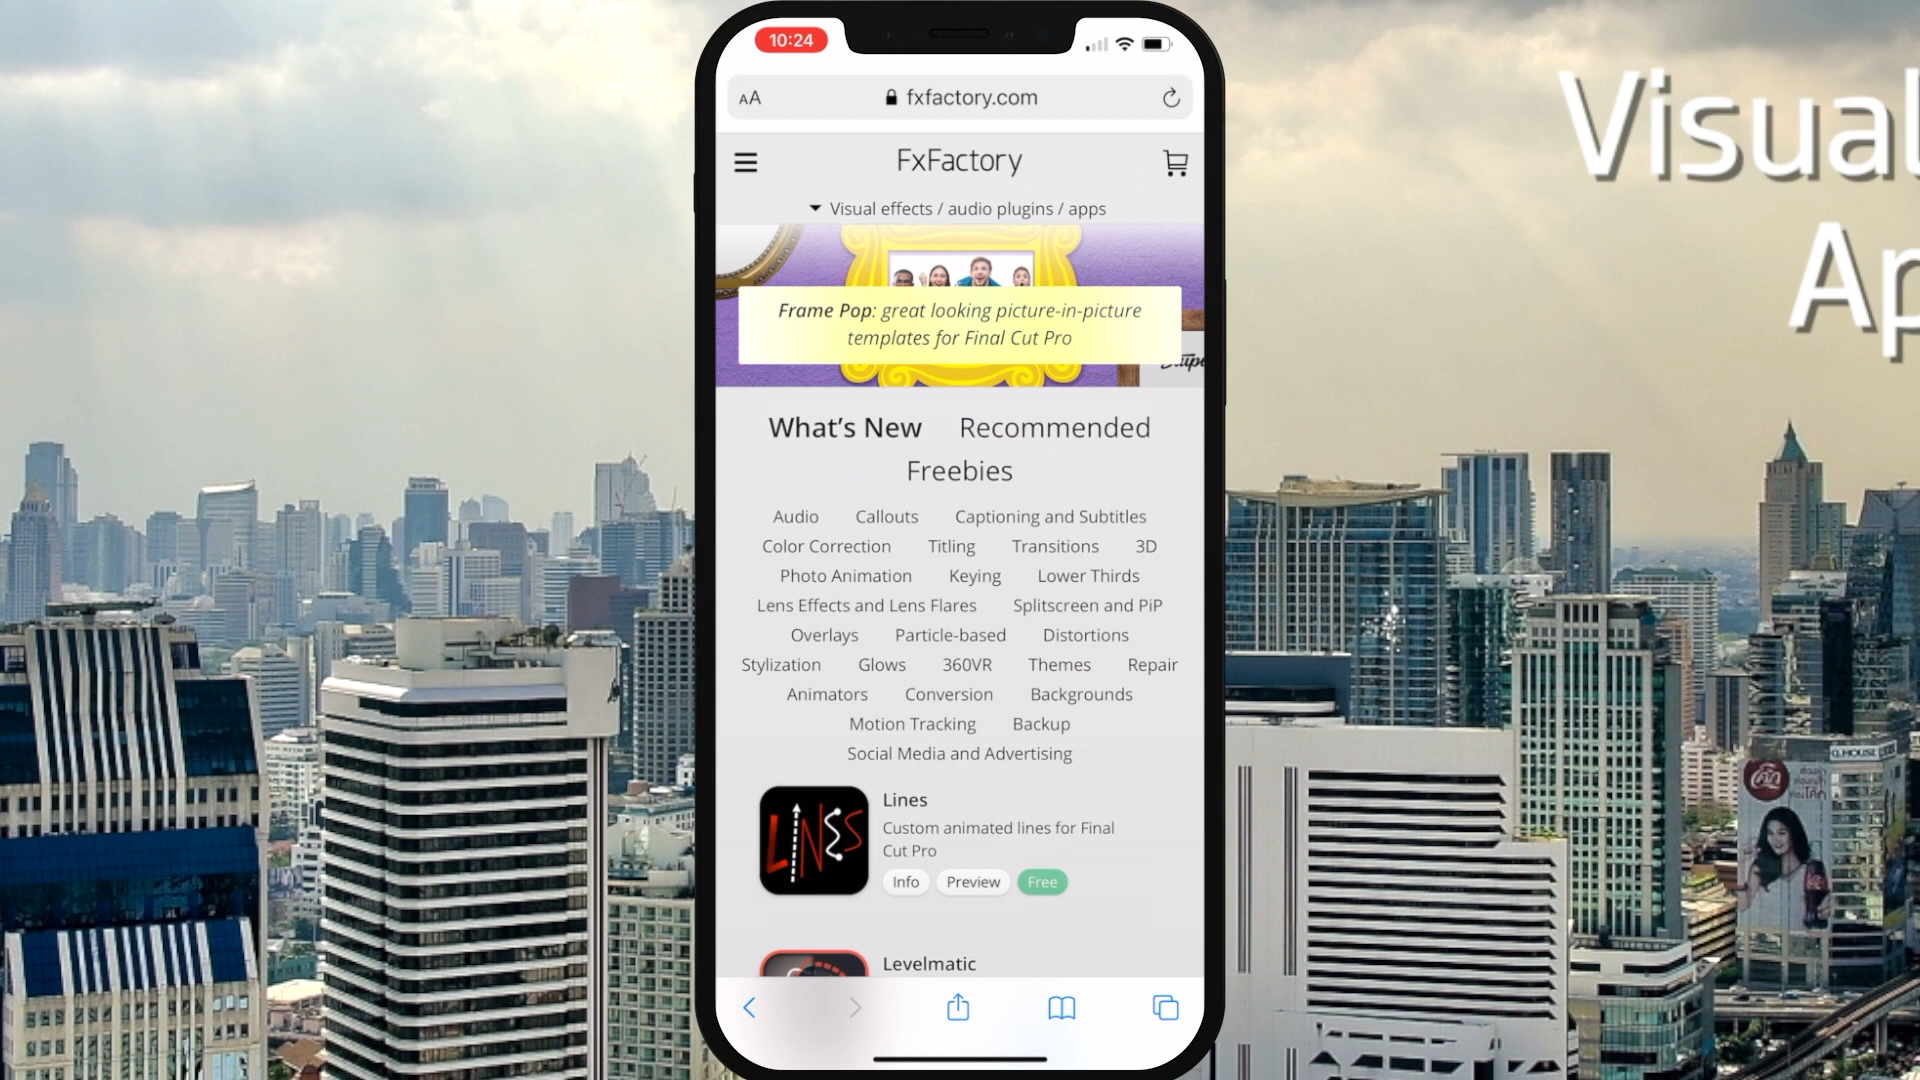 10:24
AA
fxfactory.com
FxFactory
Visual effects / audio plugins / apps
Frame Pop: great looking picture-in-picture
templates for Final Cut Pro
What's New Recommended
Freebies
Audio Callouts Captioning and Subtitles
Color Correction Titling Transitions 3D
Photo Animation Keying Lower Thirds
Lens Effects and Lens Flares Splitscreen and PiP
Overlays Particle-based Distortions
Stylization Glows 360VR Themes Repair
Animators Conversion Backgrounds
Motion Tracking Backup
Social Media and Advertising
LINES
Lines
Custom animated lines for Final
Cut Pro
Info Preview Free
Levelmatic
Visual
Ap